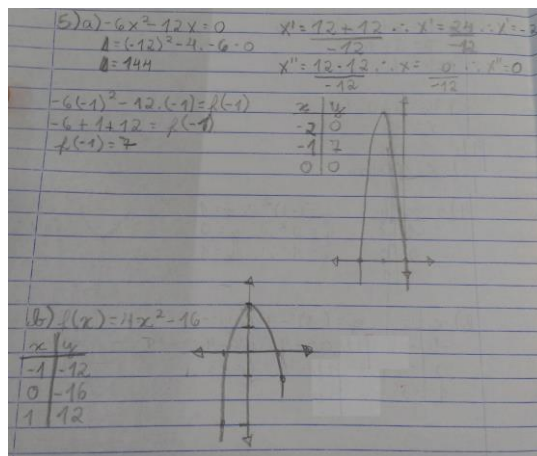 5) a) -6x²-12x=0
Δ=(-12)²-4.-6.0
Δ=144
x'=12+12/-12 ∴ x'=24/-12 ∴ x'=-2
x''=12-12/-12 ∴ x=0/-12 ∴ x''=0
-6(-1)²-12.(-1)=f(-1)
-6+1+12=f(-1)
f(-1)=7
x | y
-2 | 0
-1 | 7
0 | 0
b) f(x)=4x²-16
x | y
-1 | -12
0 | -16
1 | 12